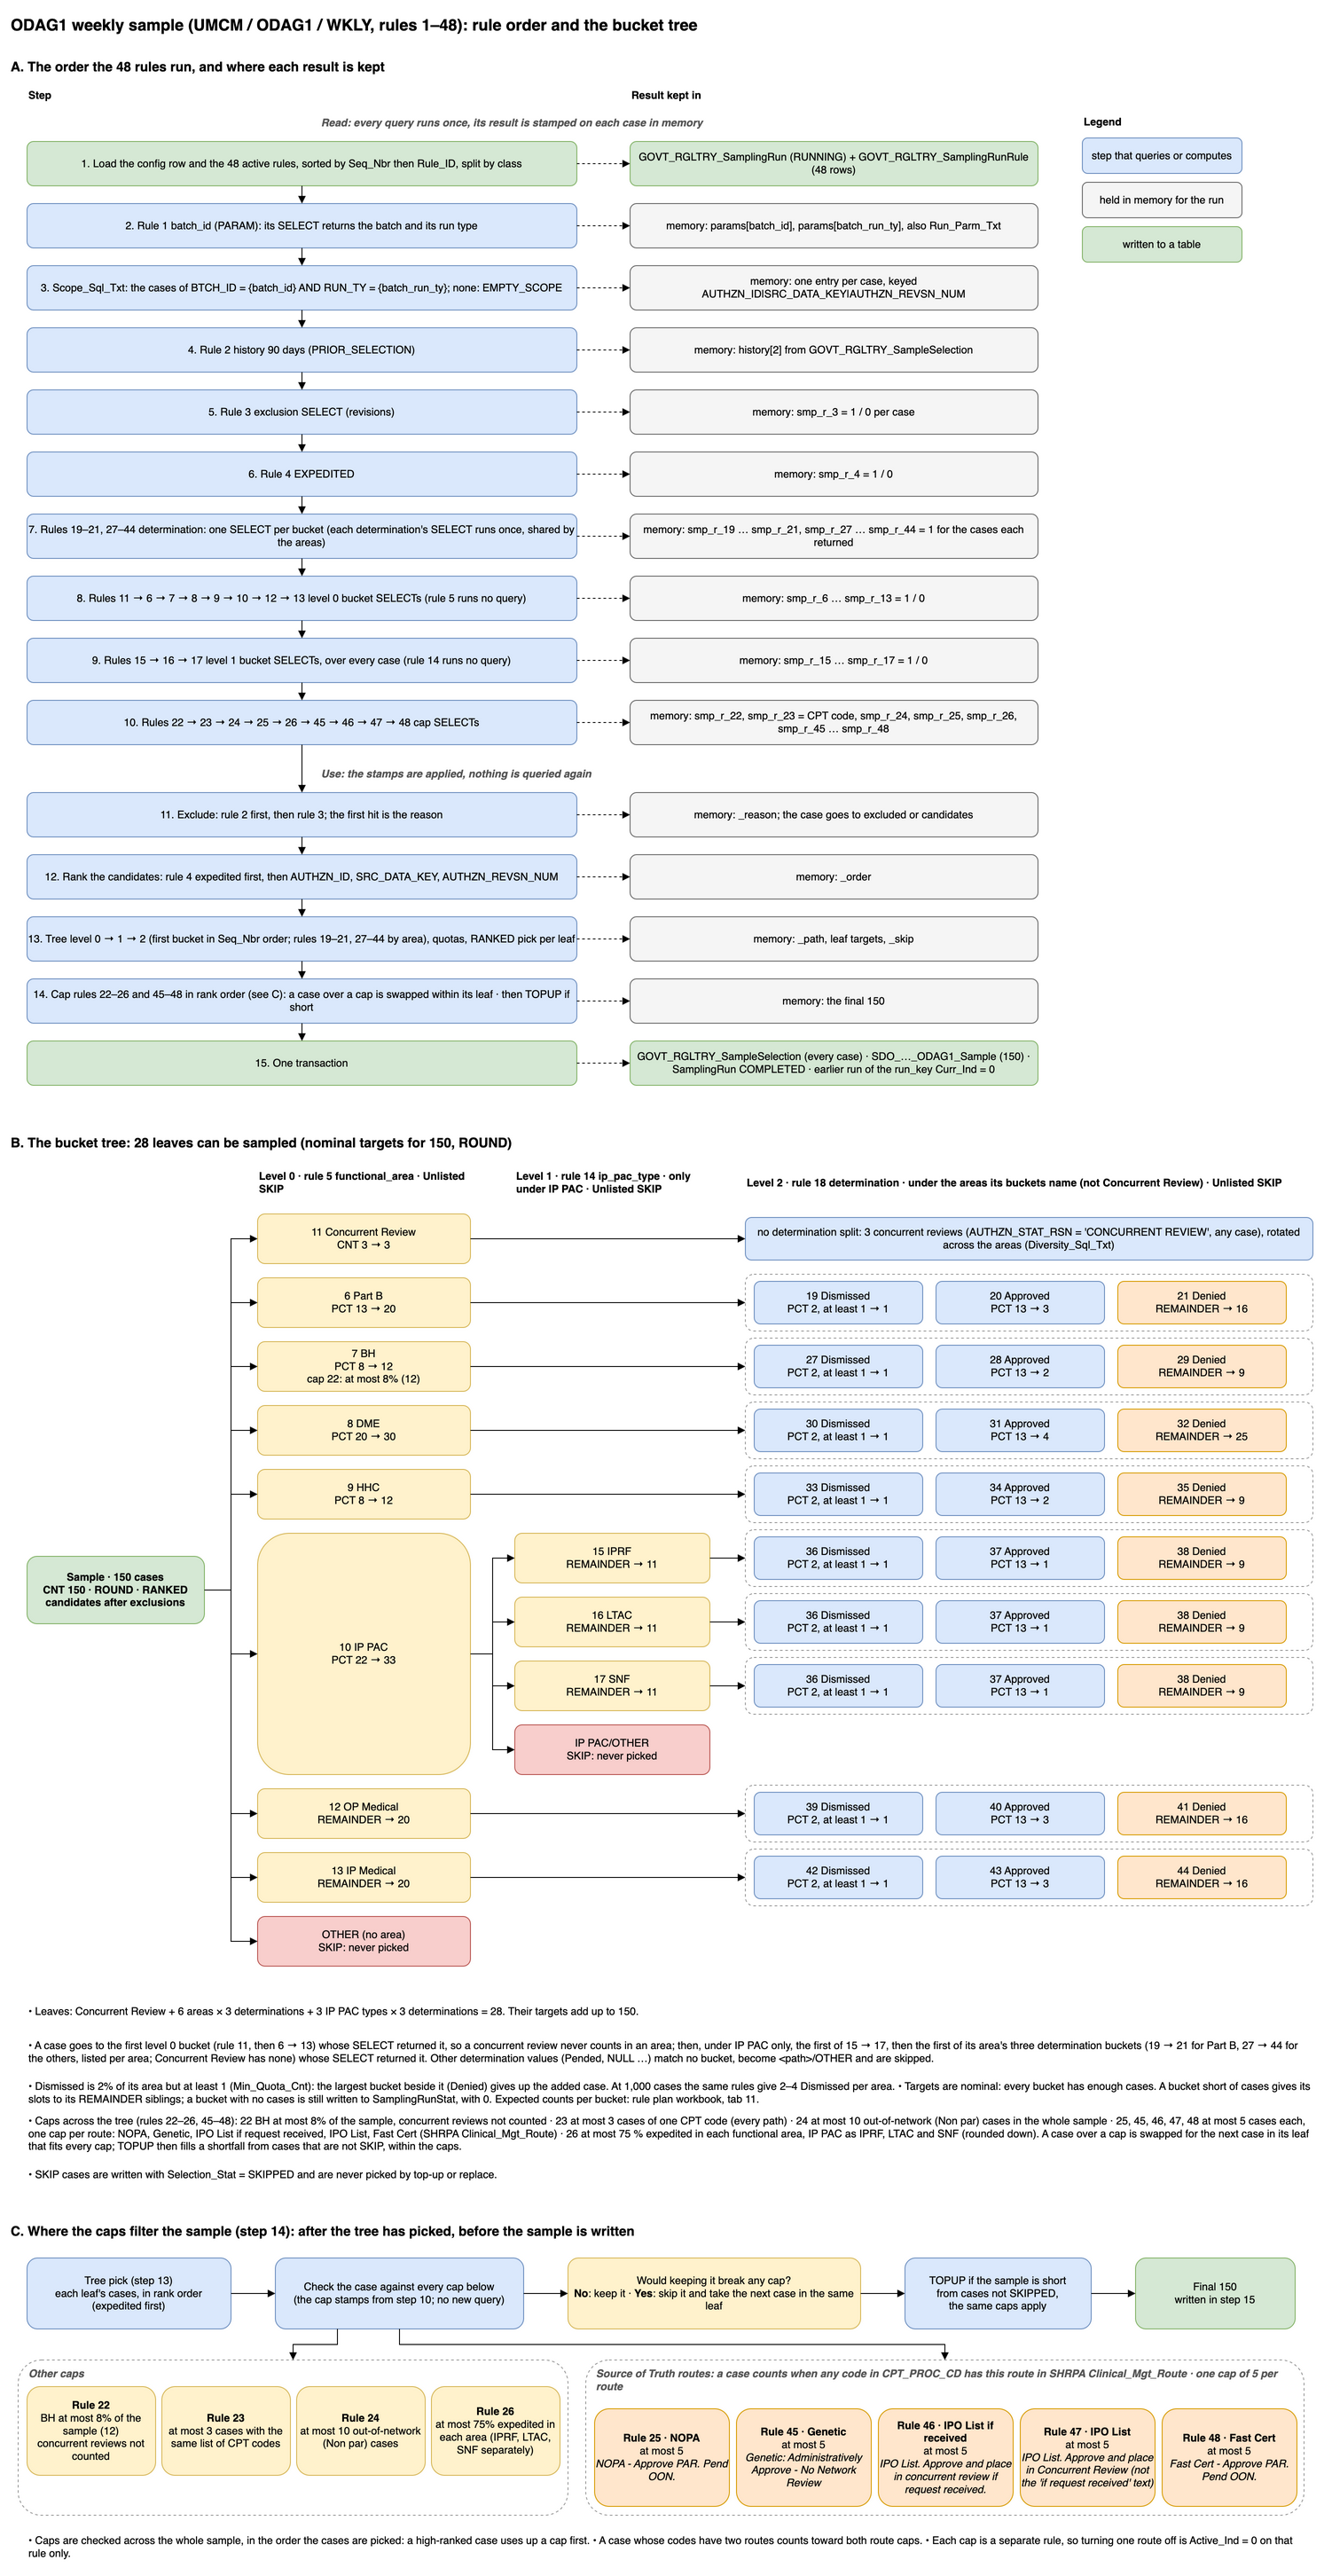 ODAG1 weekly sample (UMCM / ODAG1 / WKLY, rules 1–48): rule order and the bucket tree
A. The order the 48 rules run, and where each result is kept
Step
Result kept in
Read: every query runs once, its result is stamped on each case in memory
Legend
step that queries or computes
held in memory for the run
written to a table
1. Load the config row and the 48 active rules, sorted by Seq_Nbr then Rule_ID, split by class
GOVT_RGLTRY_SamplingRun (RUNNING) + GOVT_RGLTRY_SamplingRunRule
(48 rows)
2. Rule 1 batch_id (PARAM): its SELECT returns the batch and its run type
memory: params[batch_id], params[batch_run_ty], also Run_Parm_Txt
3. Scope_Sql_Txt: the cases of BTCH_ID = {batch_id} AND RUN_TY = {batch_run_ty}; none: EMPTY_SCOPE
memory: one entry per case, keyed
AUTHZN_ID|SRC_DATA_KEY|AUTHZN_REVSN_NUM
4. Rule 2 history 90 days (PRIOR_SELECTION)
memory: history[2] from GOVT_RGLTRY_SampleSelection
5. Rule 3 exclusion SELECT (revisions)
memory: smp_r_3 = 1 / 0 per case
6. Rule 4 EXPEDITED
memory: smp_r_4 = 1 / 0
7. Rules 19–21, 27–44 determination: one SELECT per bucket (each determination's SELECT runs once, shared by
the areas)
memory: smp_r_19 … smp_r_21, smp_r_27 … smp_r_44 = 1 for the cases each
returned
8. Rules 11 → 6 → 7 → 8 → 9 → 10 → 12 → 13 level 0 bucket SELECTs (rule 5 runs no query)
memory: smp_r_6 … smp_r_13 = 1 / 0
9. Rules 15 → 16 → 17 level 1 bucket SELECTs, over every case (rule 14 runs no query)
memory: smp_r_15 … smp_r_17 = 1 / 0
10. Rules 22 → 23 → 24 → 25 → 26 → 45 → 46 → 47 → 48 cap SELECTs
memory: smp_r_22, smp_r_23 = CPT code, smp_r_24, smp_r_25, smp_r_26,
smp_r_45 … smp_r_48
Use: the stamps are applied, nothing is queried again
11. Exclude: rule 2 first, then rule 3; the first hit is the reason
memory: _reason; the case goes to excluded or candidates
12. Rank the candidates: rule 4 expedited first, then AUTHZN_ID, SRC_DATA_KEY, AUTHZN_REVSN_NUM
memory: _order
13. Tree level 0 → 1 → 2 (first bucket in Seq_Nbr order; rules 19–21, 27–44 by area), quotas, RANKED pick per leaf
memory: _path, leaf targets, _skip
14. Cap rules 22–26 and 45–48 in rank order (see C): a case over a cap is swapped within its leaf · then TOPUP if
short
memory: the final 150
15. One transaction
GOVT_RGLTRY_SampleSelection (every case) · SDO_…_ODAG1_Sample (150) ·
SamplingRun COMPLETED · earlier run of the run_key Curr_Ind = 0
B. The bucket tree: 28 leaves can be sampled (nominal targets for 150, ROUND)
Level 0 · rule 5 functional_area · Unlisted
SKIP
Level 1 · rule 14 ip_pac_type · only
under IP PAC · Unlisted SKIP
Level 2 · rule 18 determination · under the areas its buckets name (not Concurrent Review) · Unlisted SKIP
11 Concurrent Review
CNT 3 → 3
no determination split: 3 concurrent reviews (AUTHZN_STAT_RSN = 'CONCURRENT REVIEW', any case), rotated
across the areas (Diversity_Sql_Txt)
6 Part B
PCT 13 → 20
19 Dismissed
PCT 2, at least 1 → 1
20 Approved
PCT 13 → 3
21 Denied
REMAINDER → 16
7 BH
PCT 8 → 12
cap 22: at most 8% (12)
27 Dismissed
PCT 2, at least 1 → 1
28 Approved
PCT 13 → 2
29 Denied
REMAINDER → 9
8 DME
PCT 20 → 30
30 Dismissed
PCT 2, at least 1 → 1
31 Approved
PCT 13 → 4
32 Denied
REMAINDER → 25
9 HHC
PCT 8 → 12
33 Dismissed
PCT 2, at least 1 → 1
34 Approved
PCT 13 → 2
35 Denied
REMAINDER → 9
Sample · 150 cases
CNT 150 · ROUND · RANKED
candidates after exclusions
10 IP PAC
PCT 22 → 33
15 IPRF
REMAINDER → 11
36 Dismissed
PCT 2, at least 1 → 1
37 Approved
PCT 13 → 1
38 Denied
REMAINDER → 9
16 LTAC
REMAINDER → 11
36 Dismissed
PCT 2, at least 1 → 1
37 Approved
PCT 13 → 1
38 Denied
REMAINDER → 9
17 SNF
REMAINDER → 11
36 Dismissed
PCT 2, at least 1 → 1
37 Approved
PCT 13 → 1
38 Denied
REMAINDER → 9
IP PAC/OTHER
SKIP: never picked
12 OP Medical
REMAINDER → 20
39 Dismissed
PCT 2, at least 1 → 1
40 Approved
PCT 13 → 3
41 Denied
REMAINDER → 16
13 IP Medical
REMAINDER → 20
42 Dismissed
PCT 2, at least 1 → 1
43 Approved
PCT 13 → 3
44 Denied
REMAINDER → 16
OTHER (no area)
SKIP: never picked
• Leaves: Concurrent Review + 6 areas × 3 determinations + 3 IP PAC types × 3 determinations = 28. Their targets add up to 150.
• A case goes to the first level 0 bucket (rule 11, then 6 → 13) whose SELECT returned it, so a concurrent review never counts in an area; then, under IP PAC only, the first of 15 → 17, then the first of its area's three determination buckets (19 → 21 for Part B, 27 → 44 for
the others, listed per area; Concurrent Review has none) whose SELECT returned it. Other determination values (Pended, NULL …) match no bucket, become <path>/OTHER and are skipped.
• Dismissed is 2% of its area but at least 1 (Min_Quota_Cnt): the largest bucket beside it (Denied) gives up the added case. At 1,000 cases the same rules give 2–4 Dismissed per area. • Targets are nominal: every bucket has enough cases. A bucket short of cases gives its
slots to its REMAINDER siblings; a bucket with no cases is still written to SamplingRunStat, with 0. Expected counts per bucket: rule plan workbook, tab 11.
• Caps across the tree (rules 22–26, 45–48): 22 BH at most 8% of the sample, concurrent reviews not counted · 23 at most 3 cases of one CPT code (every path) · 24 at most 10 out-of-network (Non par) cases in the whole sample · 25, 45, 46, 47, 48 at most 5 cases each,
one cap per route: NOPA, Genetic, IPO List if request received, IPO List, Fast Cert (SHRPA Clinical_Mgt_Route) · 26 at most 75 % expedited in each functional area, IP PAC as IPRF, LTAC and SNF (rounded down). A case over a cap is swapped for the next case in its leaf
that fits every cap; TOPUP then fills a shortfall from cases that are not SKIP, within the caps.
• SKIP cases are written with Selection_Stat = SKIPPED and are never picked by top-up or replace.
C. Where the caps filter the sample (step 14): after the tree has picked, before the sample is written
Tree pick (step 13)
each leaf's cases, in rank order
(expedited first)
Check the case against every cap below
(the cap stamps from step 10; no new query)
Would keeping it break any cap?
No: keep it · Yes: skip it and take the next case in the same
leaf
TOPUP if the sample is short
from cases not SKIPPED,
the same caps apply
Final 150
written in step 15
Other caps
Rule 22
BH at most 8% of the
sample (12)
concurrent reviews not
counted
Rule 23
at most 3 cases with the
same list of CPT codes
Rule 24
at most 10 out-of-network
(Non par) cases
Rule 26
at most 75% expedited in
each area (IPRF, LTAC,
SNF separately)
Source of Truth routes: a case counts when any code in CPT_PROC_CD has this route in SHRPA Clinical_Mgt_Route · one cap of 5 per
route
Rule 25 · NOPA
at most 5
NOPA - Approve PAR. Pend
OON.
Rule 45 · Genetic
at most 5
Genetic: Administratively
Approve - No Network
Review
Rule 46 · IPO List if
received
at most 5
IPO List. Approve and place
in concurrent review if
request received.
Rule 47 · IPO List
at most 5
IPO List. Approve and place
in Concurrent Review (not
the 'if request received' text)
Rule 48 · Fast Cert
at most 5
Fast Cert - Approve PAR.
Pend OON.
• Caps are checked across the whole sample, in the order the cases are picked: a high-ranked case uses up a cap first. • A case whose codes have two routes counts toward both route caps. • Each cap is a separate rule, so turning one route off is Active_Ind = 0 on that
rule only.